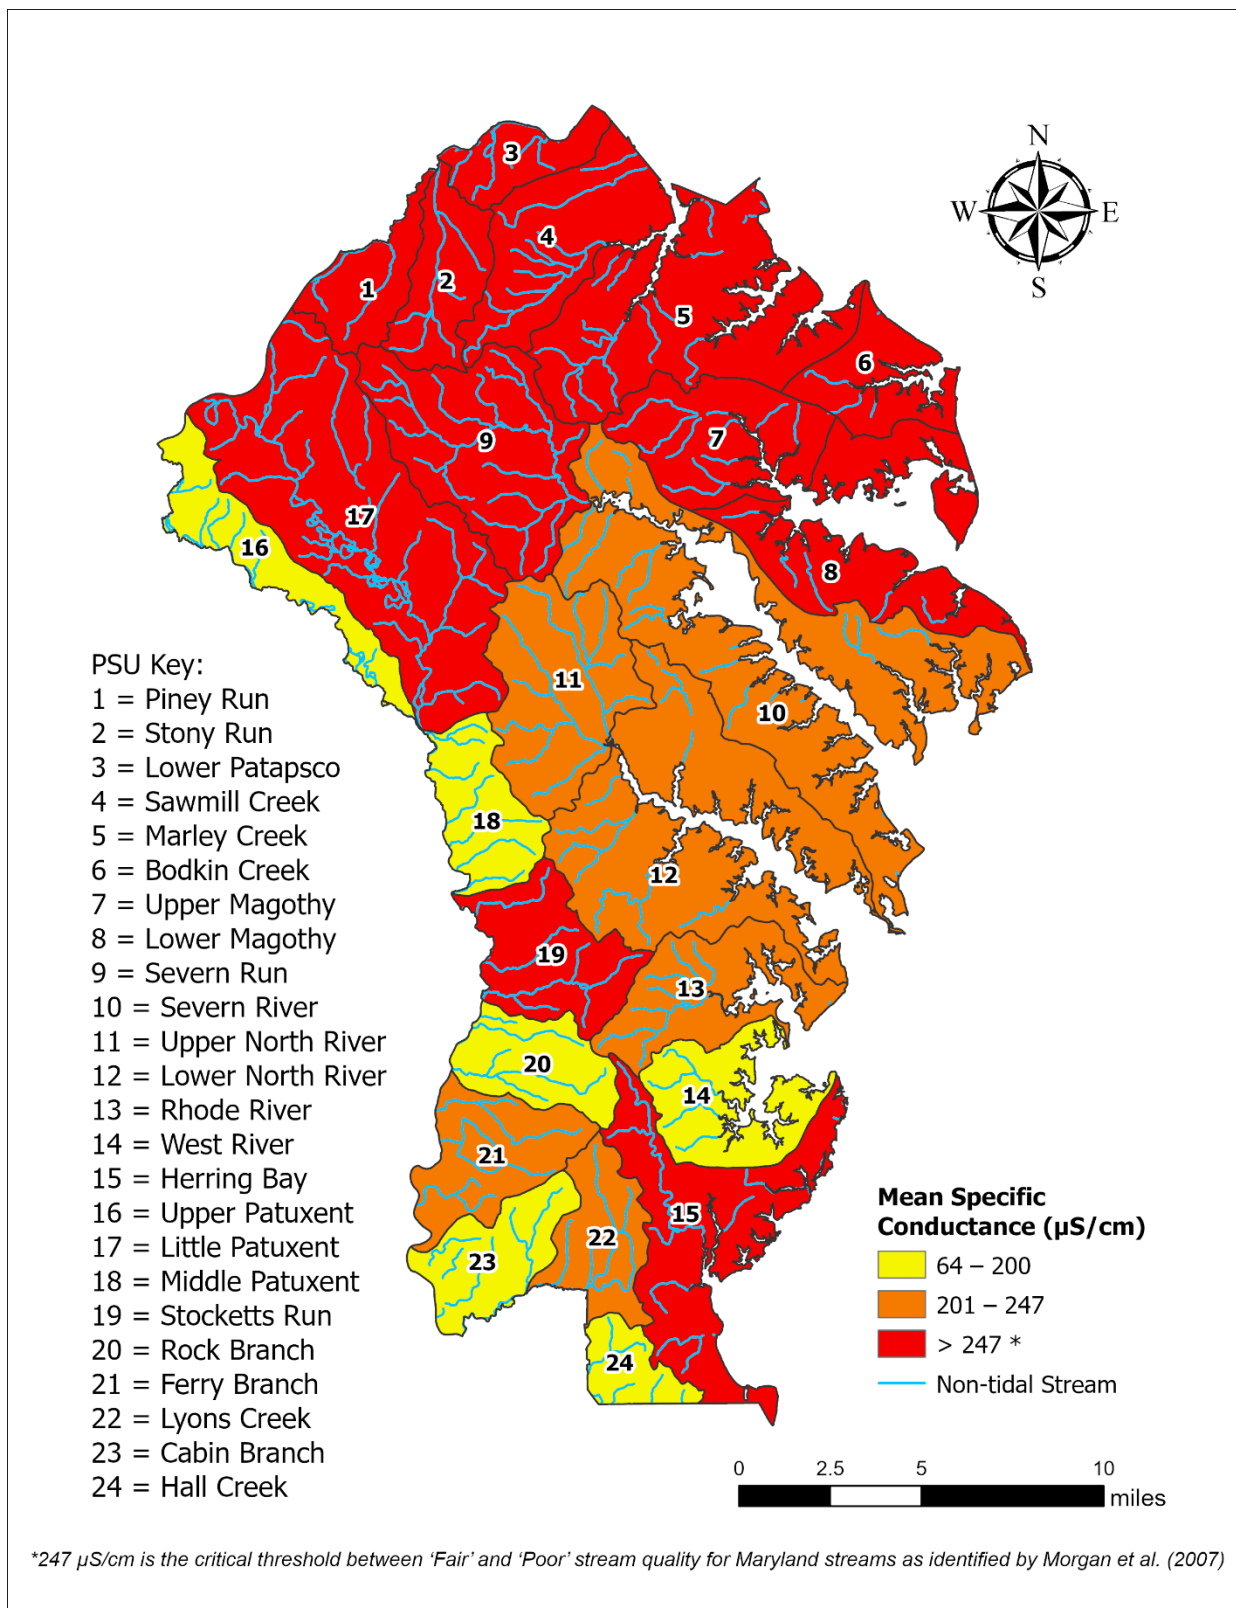 N
W
E
S
3
4
2
1
5
6
7
9
17
16
8
11
10
18
12
19
13
20
14
21
15
22
23
24
PSU Key:
1 = Piney Run
2 = Stony Run
3 = Lower Patapsco
4 = Sawmill Creek
5 = Marley Creek
6 = Bodkin Creek
7 = Upper Magothy
8 = Lower Magothy
9 = Severn Run
10 = Severn River
11 = Upper North River
12 = Lower North River
13 = Rhode River
14 = West River
15 = Herring Bay
16 = Upper Patuxent
17 = Little Patuxent
18 = Middle Patuxent
19 = Stocketts Run
20 = Rock Branch
21 = Ferry Branch
22 = Lyons Creek
23 = Cabin Branch
24 = Hall Creek
Mean Specific
Conductance (µS/cm)
64 – 200
201 – 247
> 247 *
Non-tidal Stream
0 2.5 5 10
miles
*247 µS/cm is the critical threshold between ‘Fair’ and ‘Poor’ stream quality for Maryland streams as identified by Morgan et al. (2007)